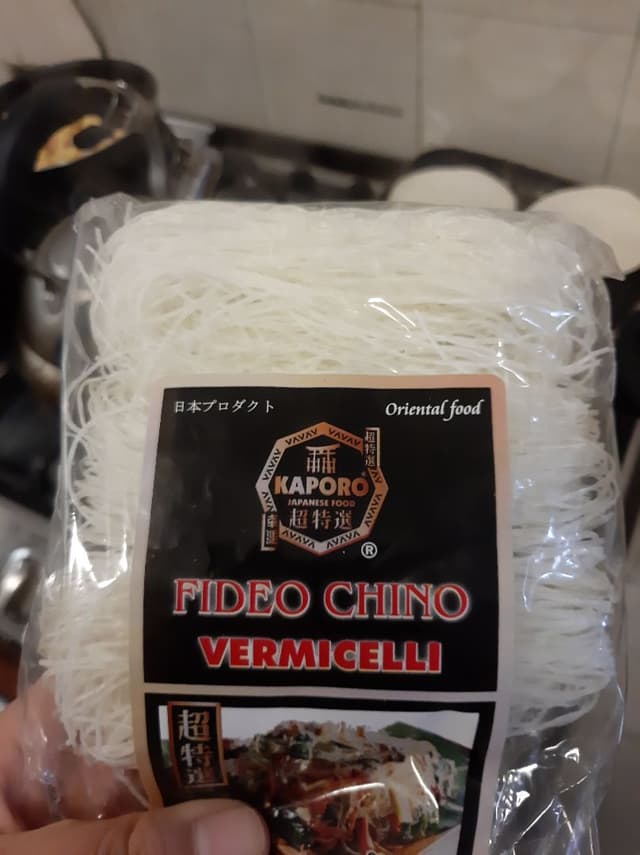 日本プロダクト
Oriental food
超特選
KAPORO
JAPANESE FOOD
超特選
®
FIDEO CHINO
VERMICELLI
超特選